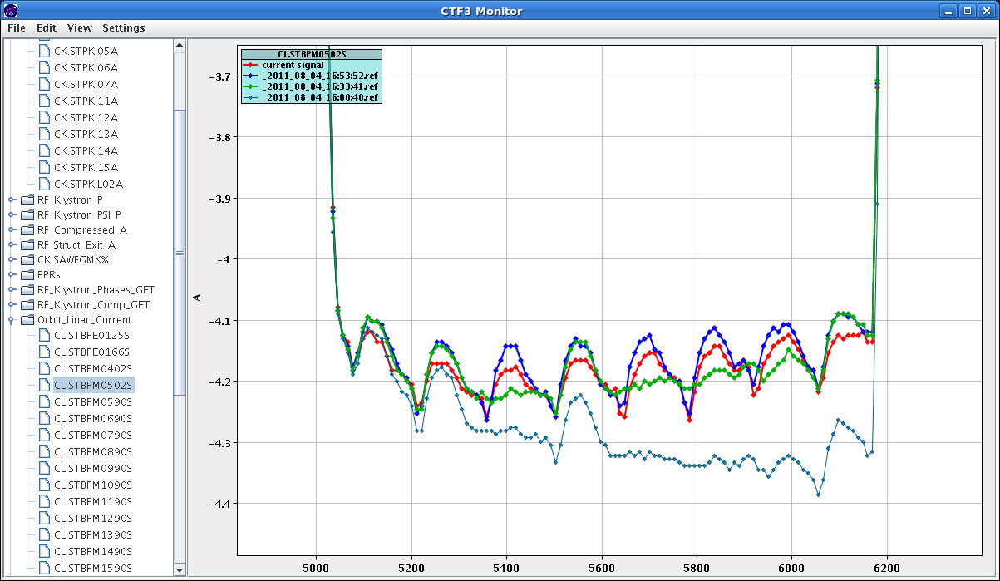 CTF3 Monitor
File Edit View Settings
CK.STPKI05A
CK.STPKI06A
CK.STPKI07A
CK.STPKI11A
CK.STPKI12A
CK.STPKI13A
CK.STPKI14A
CK.STPKI15A
CK.STPKIL02A
RF_Klystron_P
RF_Klystron_PSI_P
RF_Compressed_A
RF_Struct_Exit_A
CK.SAWFGMK%
BPRs
RF_Klystron_Phases_GET
RF_Klystron_Comp_GET
Orbit_Linac_Current
CL.STBPE0125S
CL.STBPE0166S
CL.STBPM0402S
CL.STBPM0502S
CL.STBPM0590S
CL.STBPM0690S
CL.STBPM0790S
CL.STBPM0890S
CL.STBPM0990S
CL.STBPM1090S
CL.STBPM1190S
CL.STBPM1290S
CL.STBPM1390S
CL.STBPM1490S
CL.STBPM1590S
CL.STBPM0502S
current signal
_2011_08_04_16:53:52.ref
_2011_08_04_16:33:41.ref
_2011_08_04_16:00:40.ref
A
-3.7
-3.8
-3.9
-4
-4.1
-4.2
-4.3
-4.4
5000 5200 5400 5600 5800 6000 6200